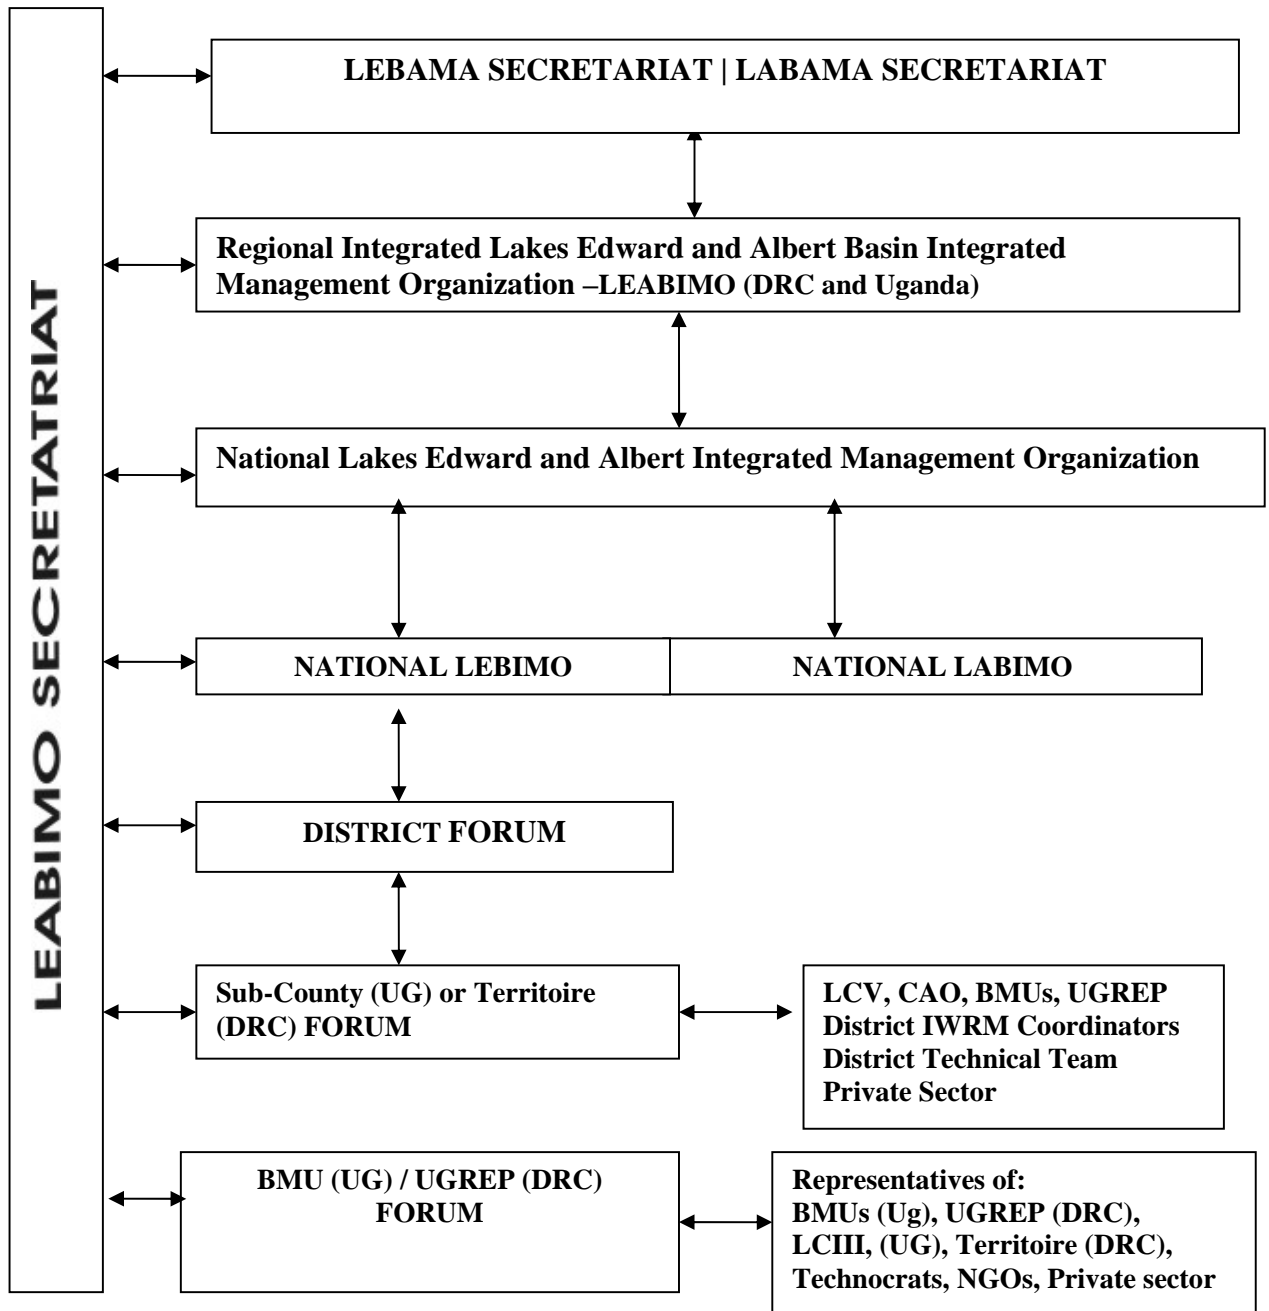 LEABIMO SECRETATRIAT
LEBAMA SECRETARIAT | LABAMA SECRETARIAT
Regional Integrated Lakes Edward and Albert Basin Integrated
Management Organization –LEABIMO (DRC and Uganda)
National Lakes Edward and Albert Integrated Management Organization
NATIONAL LEBIMO
NATIONAL LABIMO
DISTRICT FORUM
Sub-County (UG) or Territoire
(DRC) FORUM
LCV, CAO, BMUs, UGREP
District IWRM Coordinators
District Technical Team
Private Sector
BMU (UG) / UGREP (DRC)
FORUM
Representatives of:
BMUs (Ug), UGREP (DRC),
LCIII, (UG), Territoire (DRC),
Technocrats, NGOs, Private sector